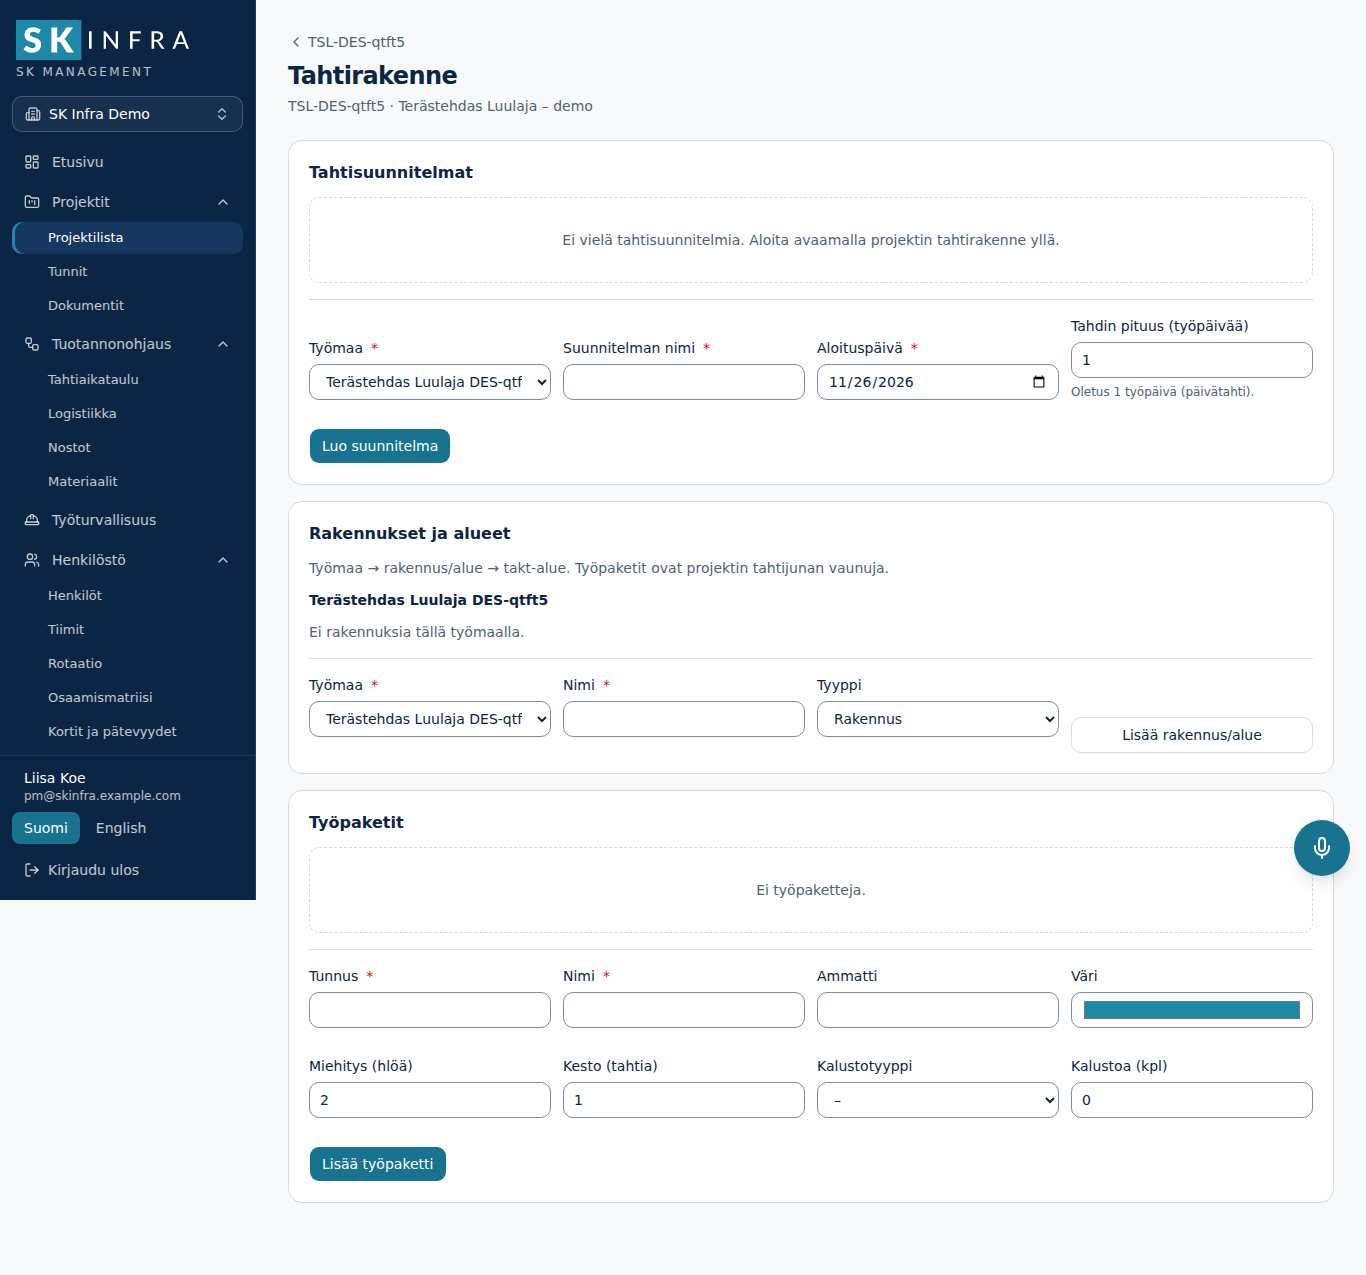 SK INFRA
SK MANAGEMENT
SK Infra Demo
Etusivu
Projektit
Projektilista
Tunnit
Dokumentit
Tuotannonohjaus
Tahtiaikataulu
Logistiikka
Nostot
Materiaalit
Työturvallisuus
Henkilöstö
Henkilöt
Tiimit
Rotaatio
Osaamismatriisi
Kortit ja pätevyydet
Liisa Koe
pm@skinfra.example.com
Suomi English
Kirjaudu ulos
TSL-DES-qtft5
Tahtirakenne
TSL-DES-qtft5 · Terästehdas Luulaja – demo
Tahtisuunnitelmat
Ei vielä tahtisuunnitelmia. Aloita avaamalla projektin tahtirakenne yllä.
Työmaa * Suunnitelman nimi * Aloituspäivä * Tahdin pituus (työpäivää)
Terästehdas Luulaja DES-qtf 11/26/2026 1
Oletus 1 työpäivä (päivätahti).
Luo suunnitelma
Rakennukset ja alueet
Työmaa → rakennus/alue → takt-alue. Työpaketit ovat projektin tahtijunan vaunuja.
Terästehdas Luulaja DES-qtft5
Ei rakennuksia tällä työmaalla.
Työmaa * Nimi * Tyyppi
Terästehdas Luulaja DES-qtf Rakennus Lisää rakennus/alue
Työpaketit
Ei työpaketteja.
Tunnus * Nimi * Ammatti Väri
Miehitys (hlöä) Kesto (tahtia) Kalustotyyppi Kalustoa (kpl)
2 1 – 0
Lisää työpaketti